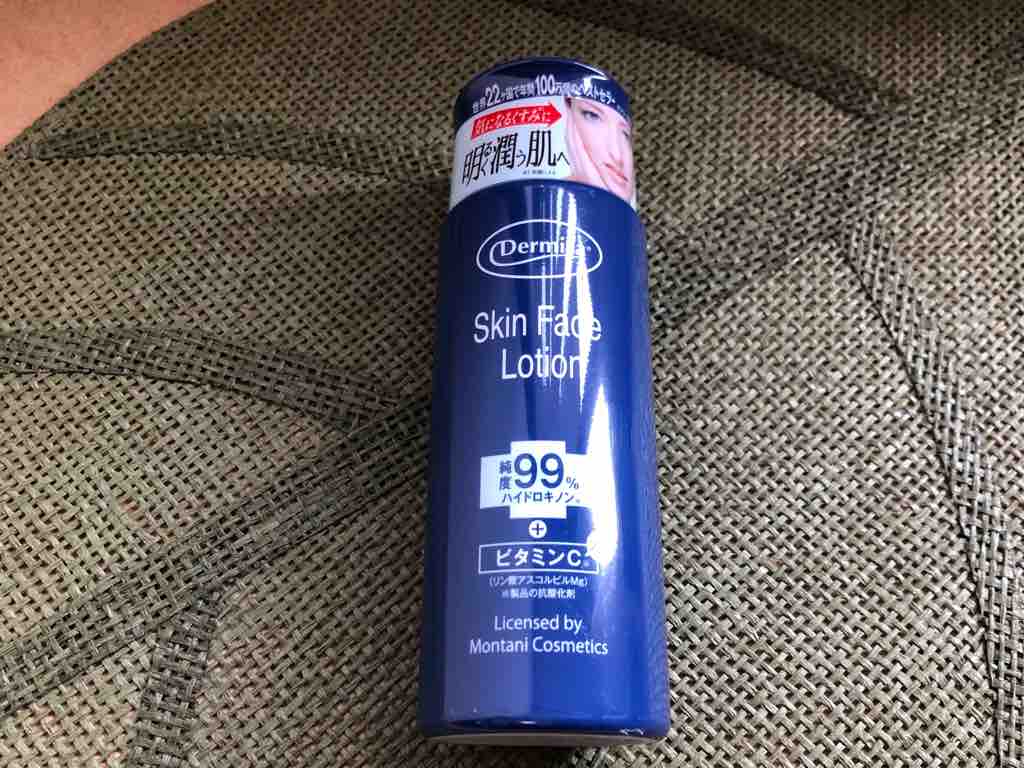 世界22ヶ国で年間100万個のベストセラー
気になるくすみに
明るく潤う肌へ
Skin Face
Lotion
純度99%
ハイドロキノン※
+
ビタミンC※
(リン酸アスコルビルMg)
※製品の抗酸化剤
Licensed by
Montani Cosmetics